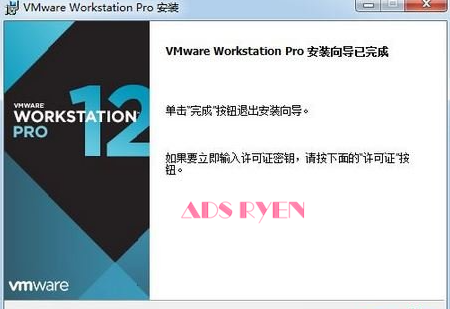 VMware Workstation Pro 安装
VMWARE
WORKSTATION
PRO 12
vmware
VMware Workstation Pro 安装向导已完成
单击"完成"按钮退出安装向导。
如果要立即输入许可证密钥，请按下面的"许可证"按
钮。
ADS RYEN